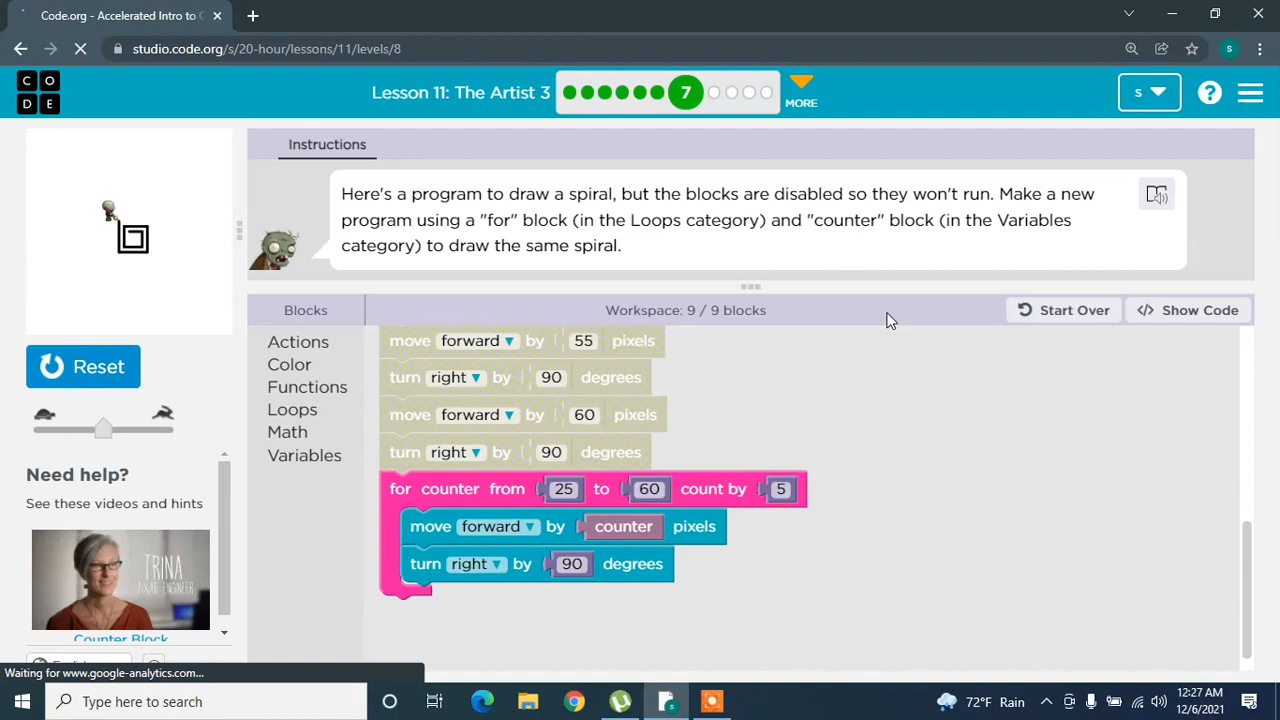 Code.org - Accelerated Intro to C
studio.code.org/s/20-hour/lessons/11/levels/8
s
C O
D E
Lesson 11: The Artist 3
7
MORE
s
?
Instructions
Here's a program to draw a spiral, but the blocks are disabled so they won't run. Make a new
program using a "for" block (in the Loops category) and "counter" block (in the Variables
category) to draw the same spiral.
Blocks
Workspace: 9 / 9 blocks
Start Over
</> Show Code
Actions
Color
Functions
Loops
Math
Variables
move forward by 55 pixels
turn right by 90 degrees
move forward by 60 pixels
turn right by 90 degrees
for counter from 25 to 60 count by 5
move forward by counter pixels
turn right by 90 degrees
Reset
Need help?
See these videos and hints
TRINA
Counter Block
Waiting for www.google-analytics.com...
Type here to search
72°F Rain
12:27 AM
12/6/2021